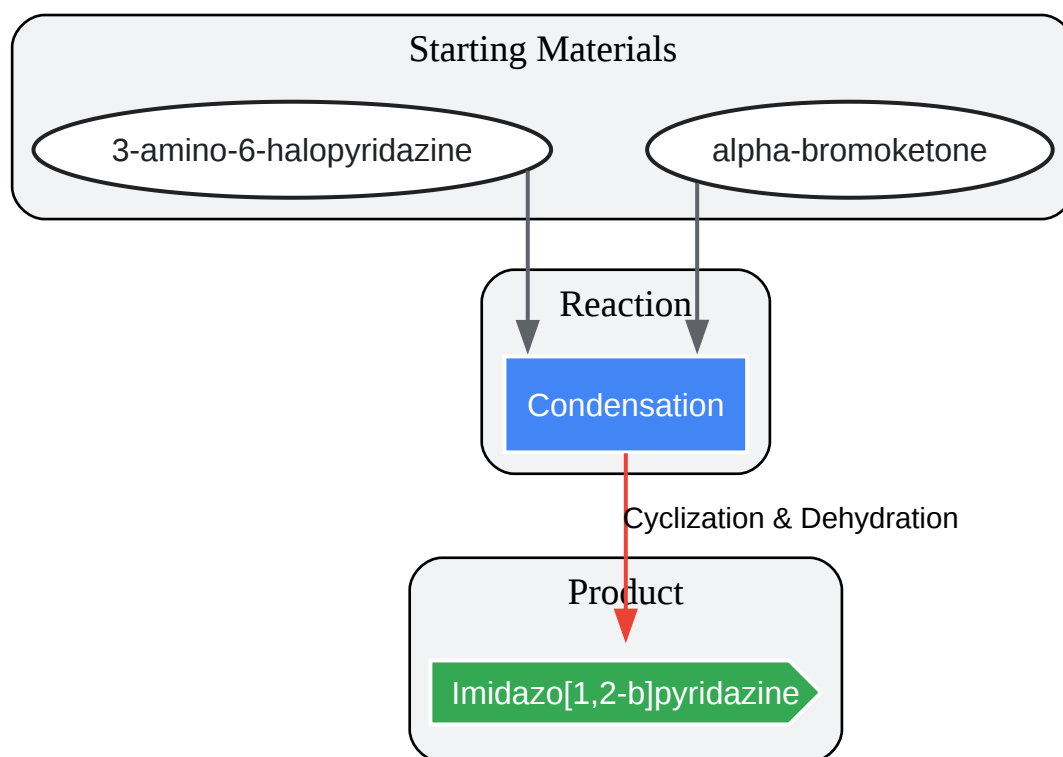 Starting Materials
3-amino-6-halopyridazine
alpha-bromoketone
Reaction
Condensation
Cyclization & Dehydration
Product
Imidazo[1,2-b]pyridazine